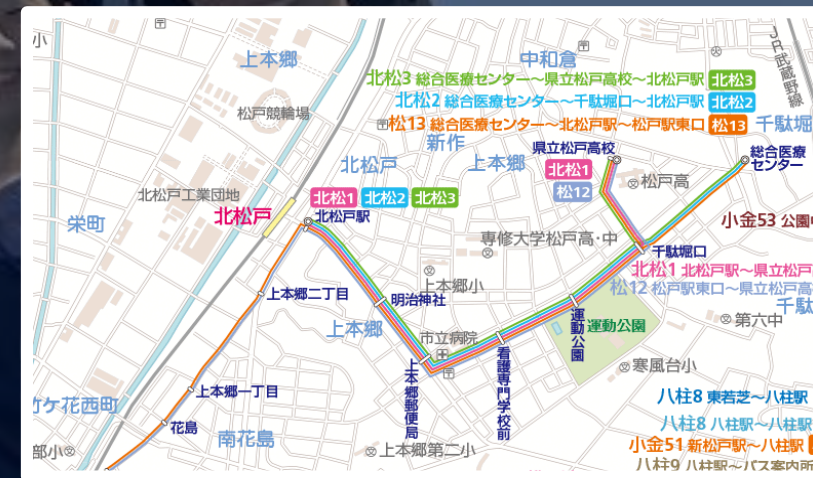 小
上本郷
中和倉
JR武蔵野線
北松3 総合医療センター～県立松戸高校～北松戸駅 北松3
北松2 総合医療センター～千駄堀口～北松戸駅 北松2
松13 総合医療センター～北松戸駅～松戸駅東口 松13
千駄堀
松戸競輪場
新作
北松戸
上本郷
県立松戸高校
総合医療
センター
北松1
松12
松戸高
北松戸工業団地
北松戸
北松1 北松2 北松3
北松戸駅
栄町
小金53 公園中
専修大学松戸高・中
千駄堀口
北松1 北松戸駅～県立松戸高
松12 松戸駅東口～県立松戸高
千駄
上本郷小
上本郷二丁目
明治神社
上本郷
市立病院
運動公園
運動公園
第六中
上本郷郵便局
看護専門学校前
寒風台小
上本郷一丁目
八柱8 東若芝～八柱駅
竹ケ花西町
花島
南花島
八柱8 八柱駅～八柱駅
小金51 新松戸駅～八柱駅
部小
上本郷第二小
八柱9 八柱駅～バス案内所